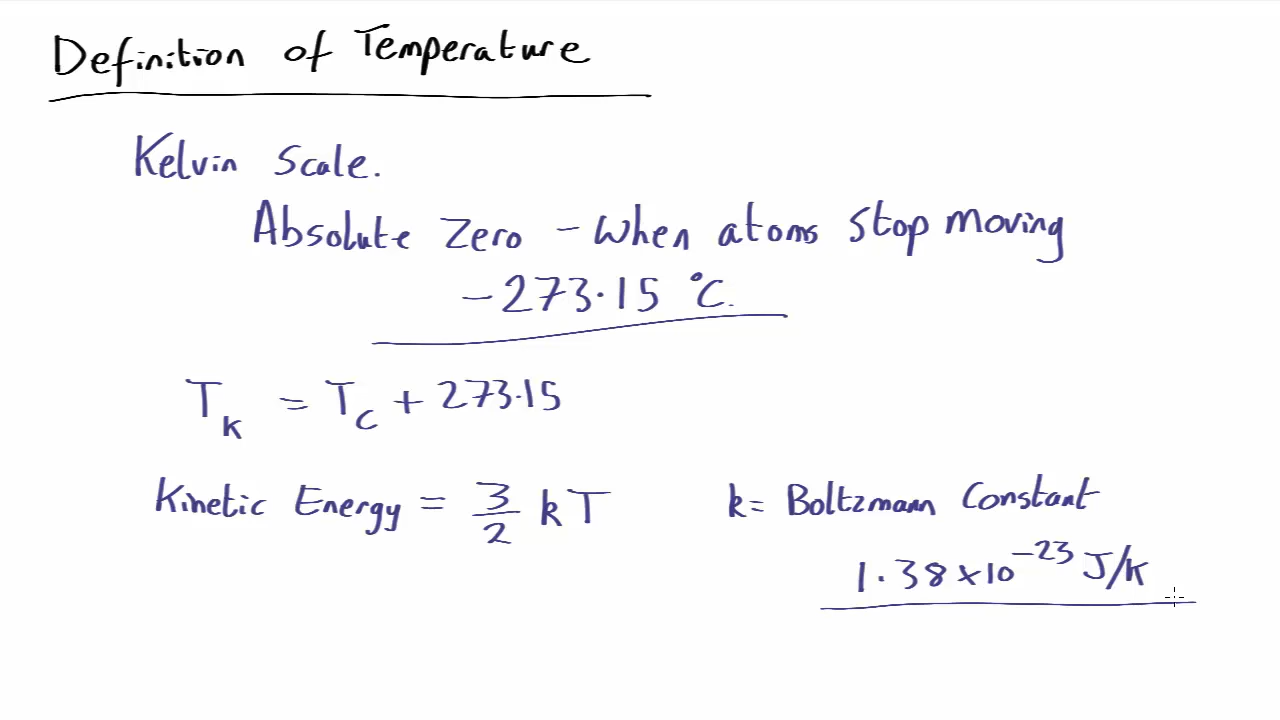 Definition of Temperature
Kelvin Scale.
Absolute Zero - When atoms stop moving
-273.15 °C.
T_K = T_C + 273.15
Kinetic Energy = 3/2 kT
k = Boltzmann Constant
1.38 × 10^-23 J/K